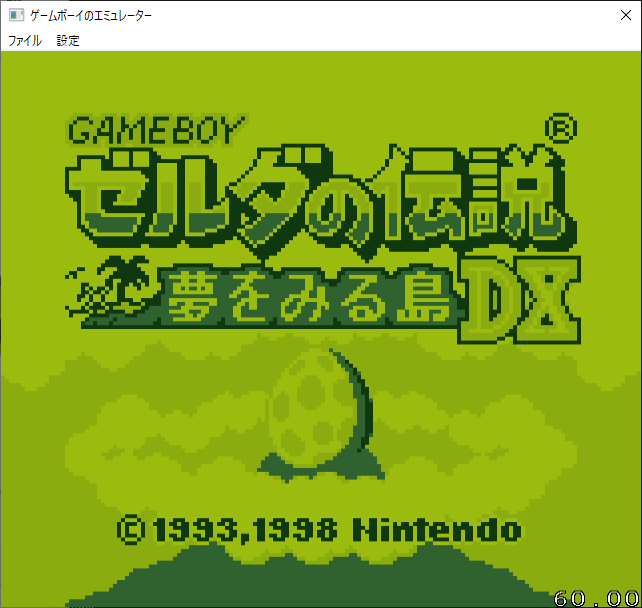 ゲームボーイのエミュレーター
ファイル 設定
GAMEBOY
®
ゼルダの伝説
夢をみる島 DX
©1993,1998 Nintendo
60.00